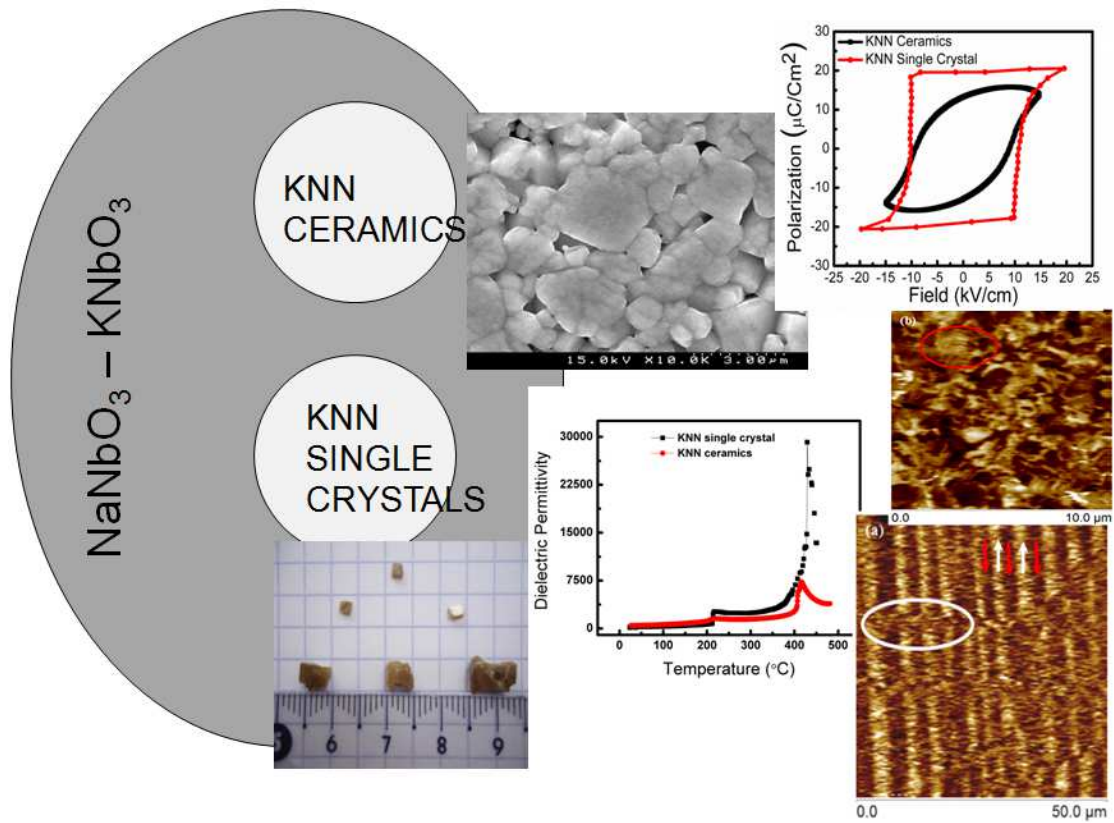 NaNbO₃ – KNbO₃
KNN
CERAMICS
KNN
SINGLE
CRYSTALS
15.0kV X10.0K 3.00µm
KNN Ceramics
KNN Single Crystal
Polarization (µC/Cm²)
30
20
10
0
-10
-20
-30
-25 -20 -15 -10 -5 0 5 10 15 20 25
Field (kV/cm)
KNN single crystal
KNN ceramics
Dielectric Permittivity
30000
22500
15000
7500
0
0 100 200 300 400 500
Temperature (°C)
(b)
0.0 10.0 µm
(a)
0.0 50.0 µm
5 6 7 8 9